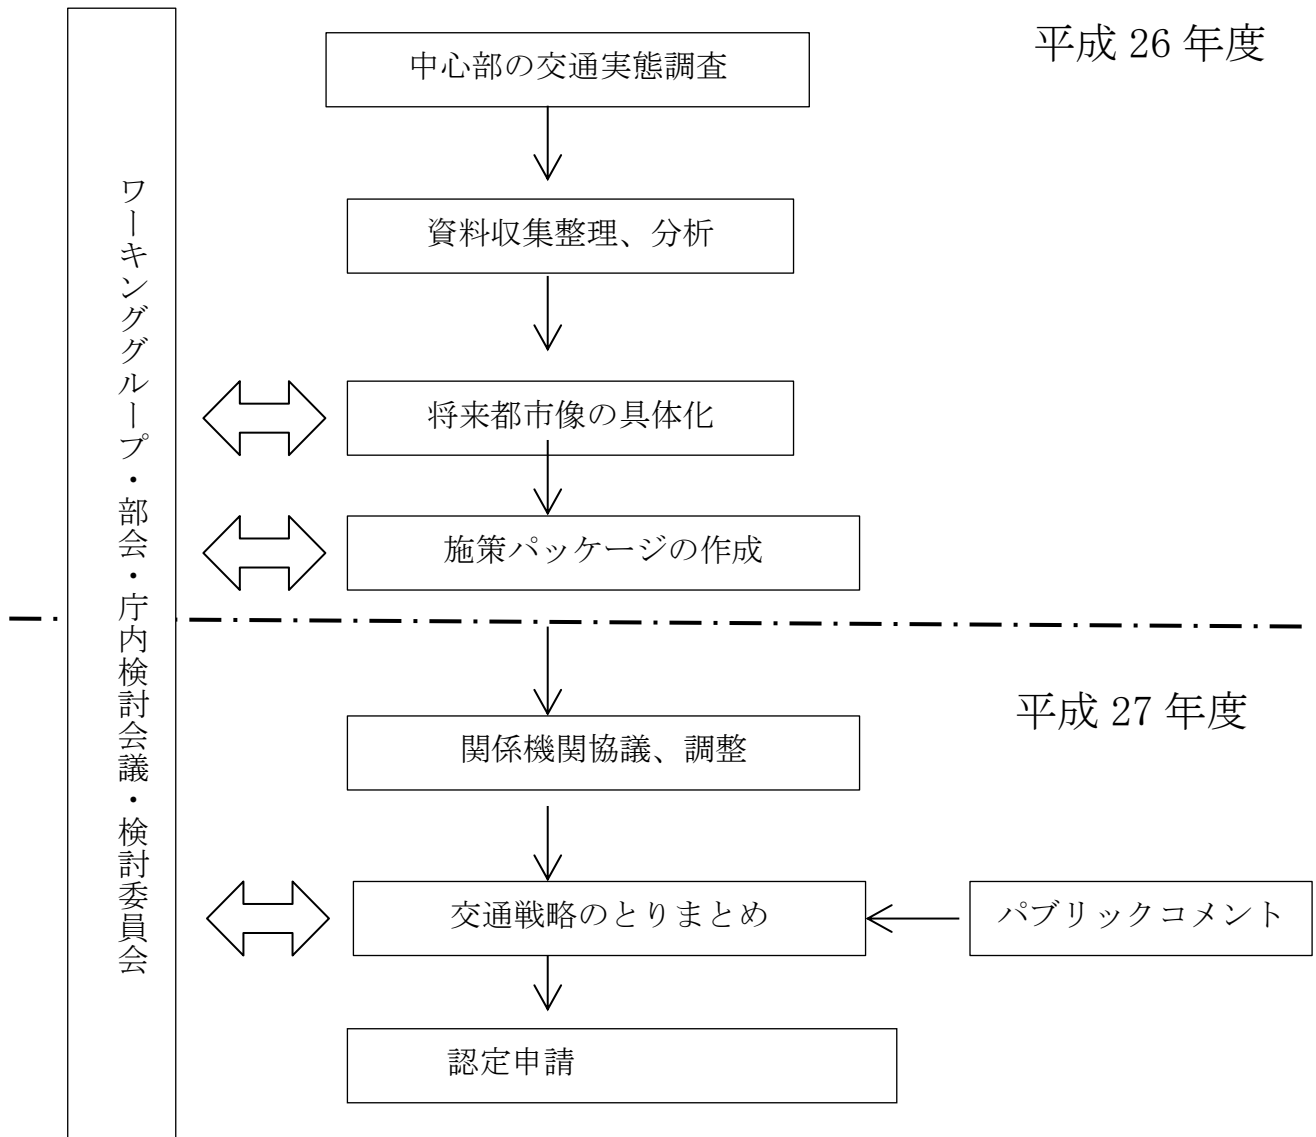 平成 26 年度
中心部の交通実態調査
資料収集整理、分析
将来都市像の具体化
施策パッケージの作成
ワーキンググループ・部会・庁内検討会議・検討委員会
平成 27 年度
関係機関協議、調整
交通戦略のとりまとめ
パブリックコメント
認定申請